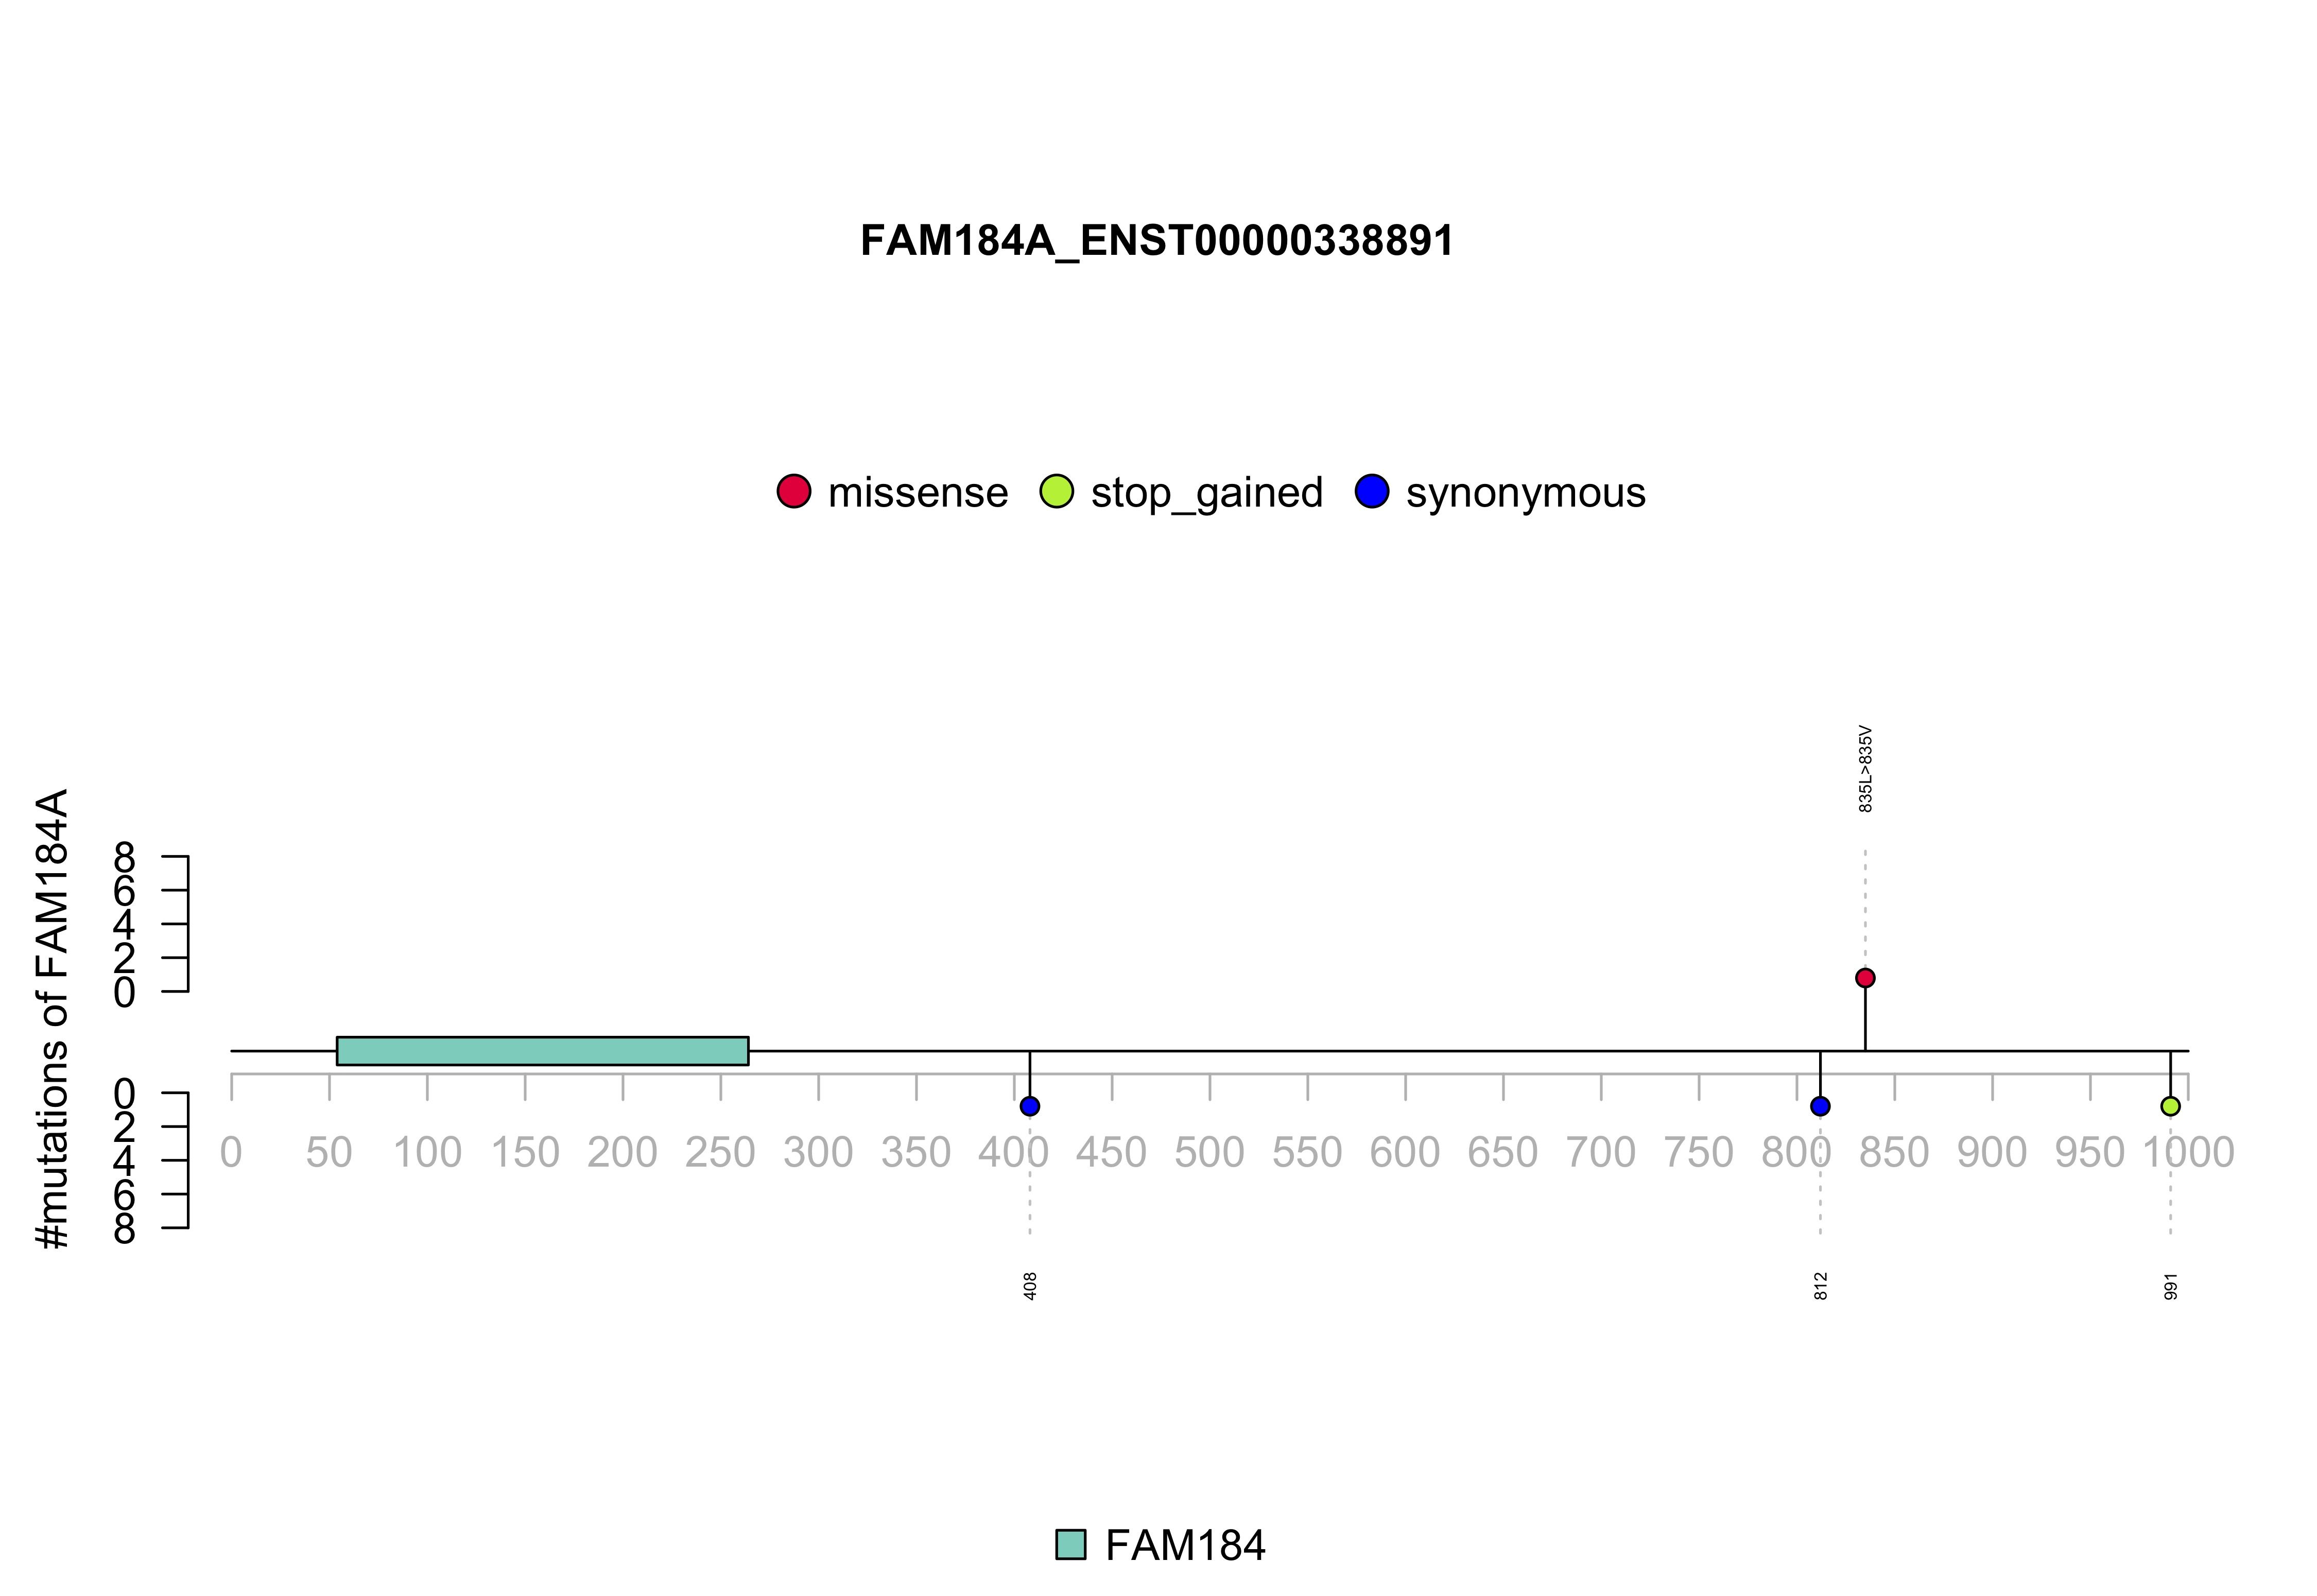 FAM184A_ENST00000338891
missense stop_gained synonymous
835L>835V
#mutations of FAM184A
8
6
4
2
0
0
2
4
6
8
0 50 100 150 200 250 300 350 400 450 500 550 600 650 700 750 800 850 900 950 1000
408 812 991
FAM184